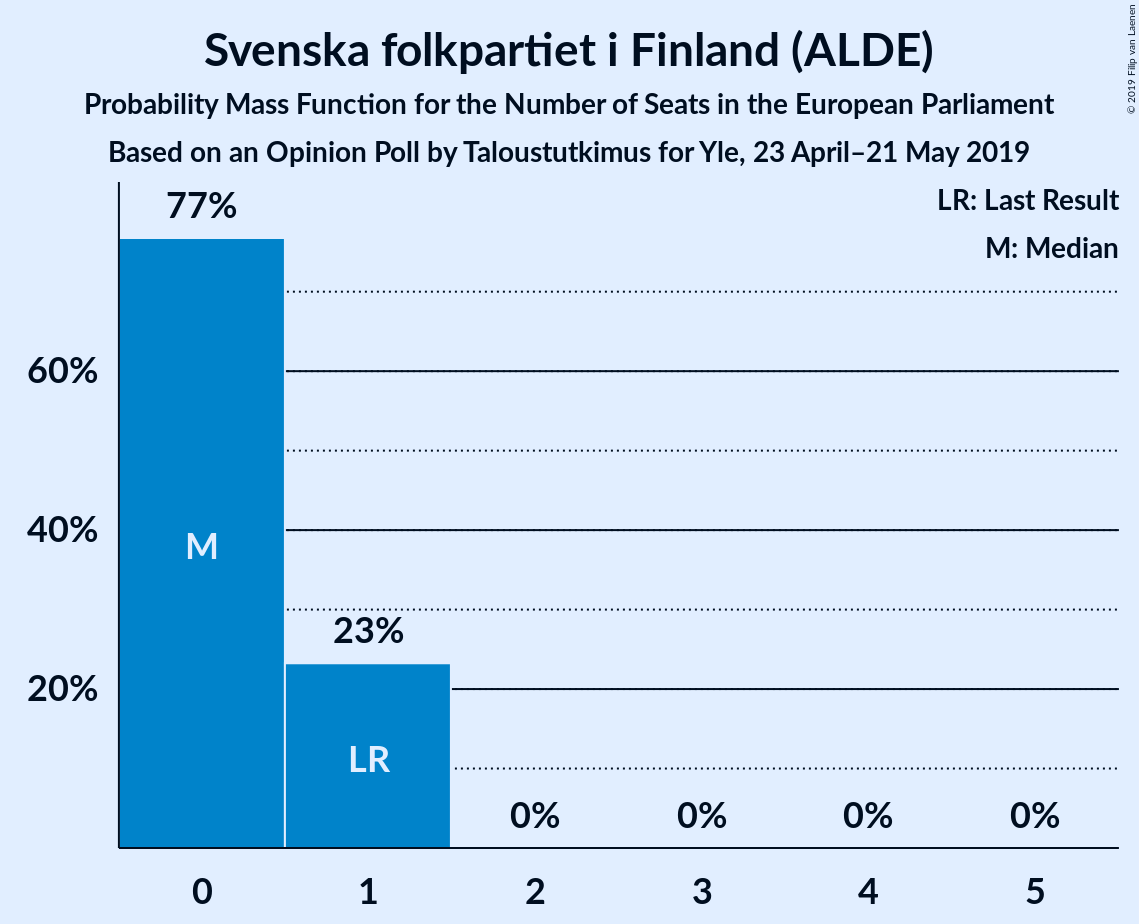 Svenska folkpartiet i Finland (ALDE)
Probability Mass Function for the Number of Seats in the European Parliament
Based on an Opinion Poll by Taloustutkimus for Yle, 23 April–21 May 2019
© 2019 Filip van Laenen
LR: Last Result
M: Median
77%
60%
40%
M
23%
20%
LR
0% 0% 0% 0%
0 1 2 3 4 5